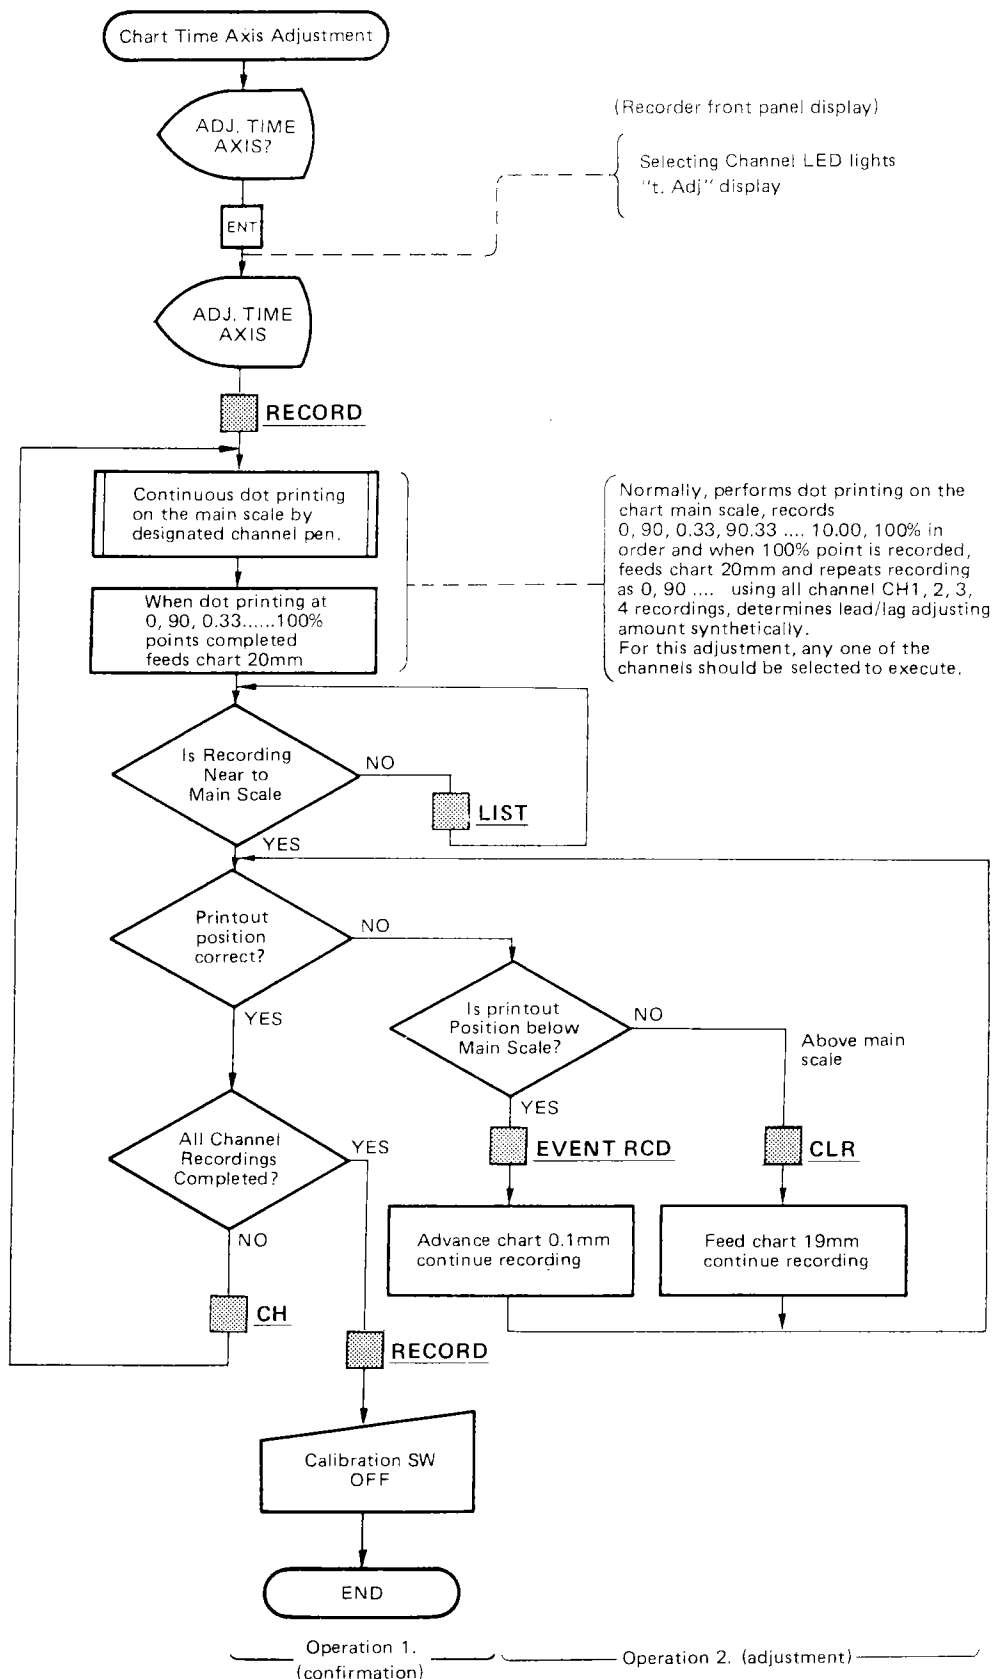 Chart Time Axis Adjustment
ADJ. TIME
AXIS?
(Recorder front panel display)
Selecting Channel LED lights
"t. Adj" display
ENT
ADJ. TIME
AXIS
RECORD
Continuous dot printing
on the main scale by
designated channel pen.
When dot printing at
0, 90, 0.33......100%
points completed
feeds chart 20mm
Normally, performs dot printing on the
chart main scale, records
0, 90, 0.33, 90.33 .... 10.00, 100% in
order and when 100% point is recorded,
feeds chart 20mm and repeats recording
as 0, 90 .... using all channel CH1, 2, 3,
4 recordings, determines lead/lag adjusting
amount synthetically.
For this adjustment, any one of the
channels should be selected to execute.
Is Recording
Near to
Main Scale
NO
LIST
YES
Printout
position
correct?
NO
YES
Is printout
Position below
Main Scale?
NO
Above main
scale
YES
EVENT RCD
CLR
All Channel
Recordings
Completed?
YES
NO
Advance chart 0.1mm
continue recording
Feed chart 19mm
continue recording
CH
RECORD
Calibration SW
OFF
END
Operation 1.
(confirmation)
Operation 2. (adjustment)